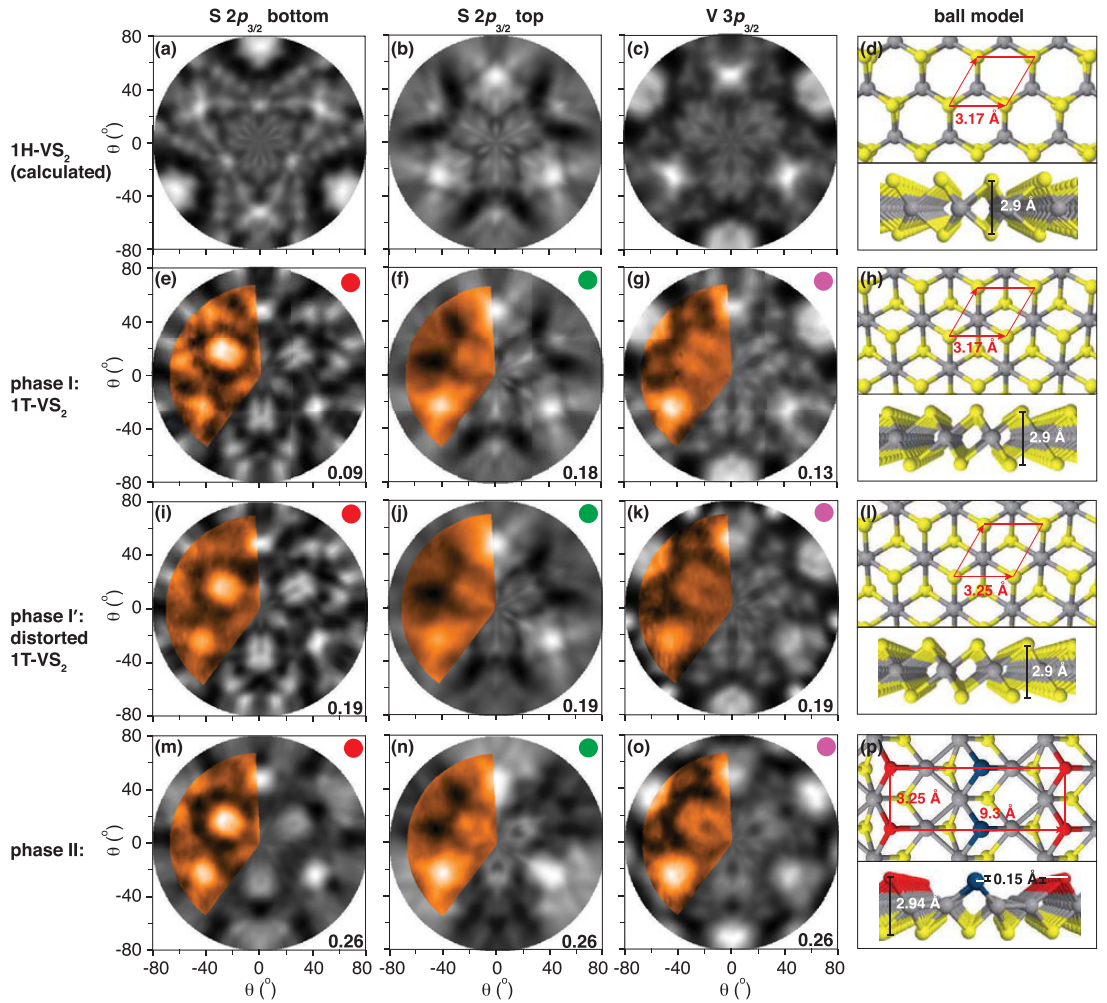 S 2p3/2 bottom
S 2p3/2 top
V 3p3/2
ball model
1H-VS2
(calculated)
θ (°)
80
40
0
-40
-80
(a)
(b)
(c)
(d)
3.17 Å
2.9 Å
phase I:
1T-VS2
θ (°)
80
40
0
-40
-80
(e)
0.09
(f)
0.18
(g)
0.13
(h)
3.17 Å
2.9 Å
phase I′:
distorted
1T-VS2
θ (°)
80
40
0
-40
-80
(i)
0.19
(j)
0.19
(k)
0.19
(l)
3.25 Å
2.9 Å
phase II:
θ (°)
80
40
0
-40
-80
(m)
0.26
(n)
0.26
(o)
0.26
(p)
3.25 Å
9.3 Å
0.15 Å
2.94 Å
-80 -40 0 40 80
-80 -40 0 40 80
-80 -40 0 40 80
θ (°)
θ (°)
θ (°)